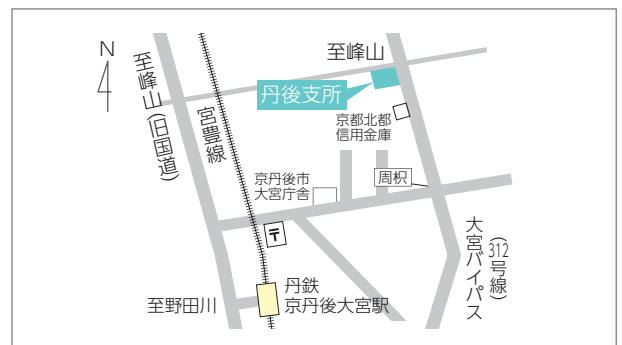 N
至峰山
至峰山(旧国道)
宮豊線
丹後支所
京都北都
信用金庫
京丹後市
大宮庁舎
周枳
〒
大宮バイパス
(312号線)
丹鉄
京丹後大宮駅
至野田川